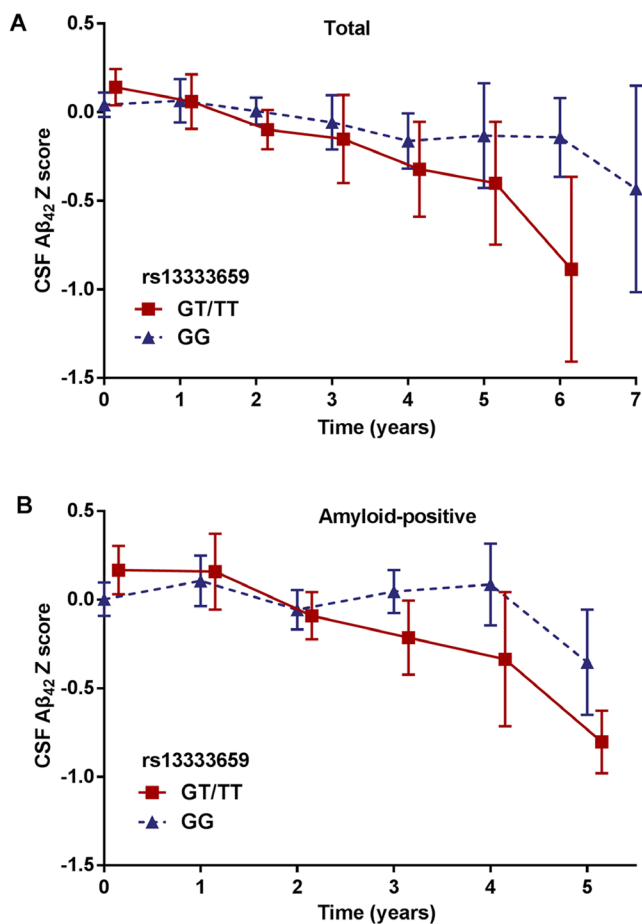 A
Total
0.5
0.0
-0.5
-1.0
-1.5
CSF Aβ42 Z score
rs13333659
GT/TT
GG
0 1 2 3 4 5 6 7
Time (years)
B
Amyloid-positive
0.5
0.0
-0.5
-1.0
-1.5
CSF Aβ42 Z score
rs13333659
GT/TT
GG
0 1 2 3 4 5
Time (years)